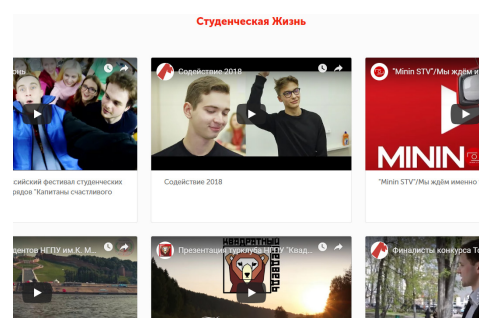 Студенческая Жизнь
Содействие 2018
"Minin STV"/Мы ждём и
MININ
сийский фестиваль студенческих
рядов "Капитаны счастливого
Содействие 2018
"Minin STV"/Мы ждём именно
дентов НГПУ им.К. М...
Презентация турклуба НГПУ "Квад...
КВАДРАТНЫЙ
МЕДВЕДЬ
Финалисты конкурса То